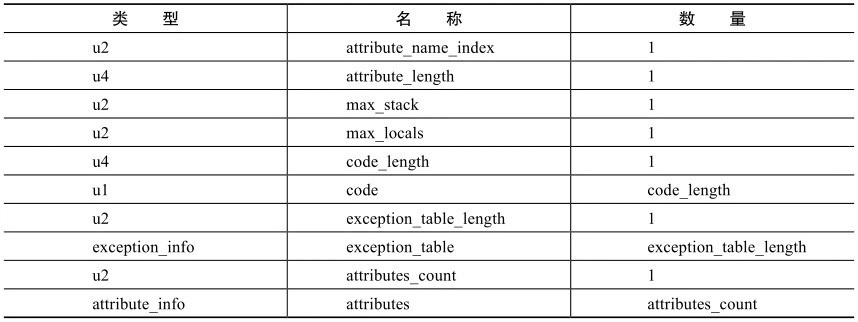 类 型 名 称 数 量
u2 attribute_name_index 1
u4 attribute_length 1
u2 max_stack 1
u2 max_locals 1
u4 code_length 1
u1 code code_length
u2 exception_table_length 1
exception_info exception_table exception_table_length
u2 attributes_count 1
attribute_info attributes attributes_count